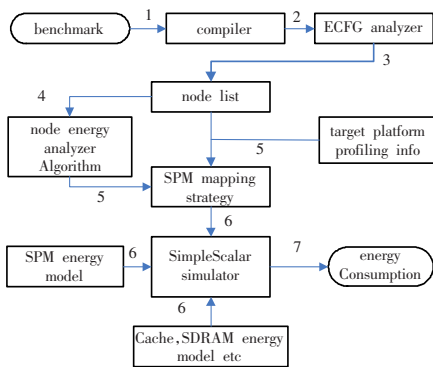 benchmark
1
compiler
2
ECFG analyzer
3
node list
4
node energy
analyzer
Algorithm
5
5
target platform
profiling info
SPM mapping
strategy
6
SPM energy
model
6
SimpleScalar
simulator
7
energy
Consumption
6
Cache,SDRAM energy
model etc